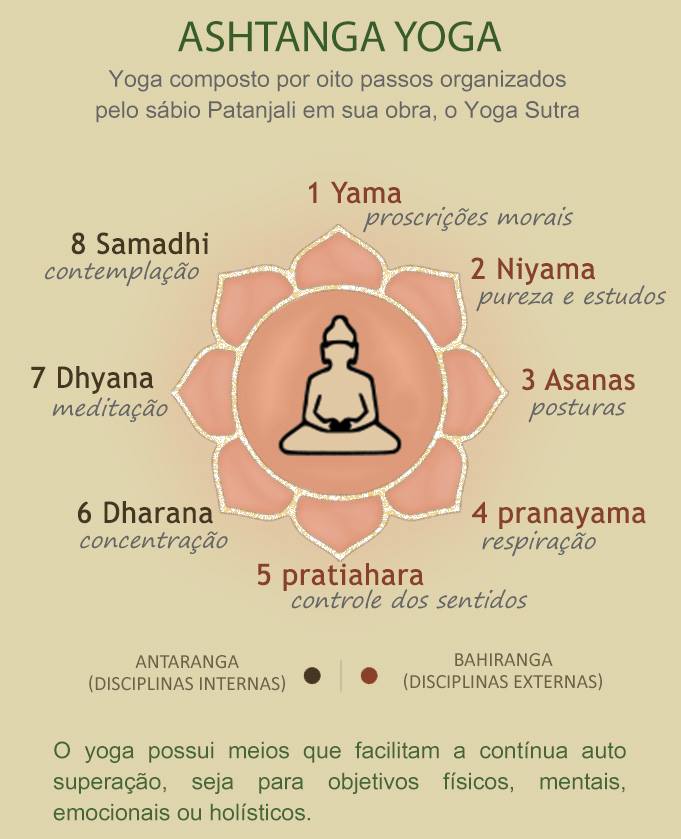 ASHTANGA YOGA
Yoga composto por oito passos organizados
pelo sábio Patanjali em sua obra, o Yoga Sutra
1 Yama
proscrições morais
8 Samadhi
contemplação
2 Niyama
pureza e estudos
7 Dhyana
meditação
3 Asanas
posturas
6 Dharana
concentração
4 pranayama
respiração
5 pratiahara
controle dos sentidos
ANTARANGA
(DISCIPLINAS INTERNAS)
BAHIRANGA
(DISCIPLINAS EXTERNAS)
O yoga possui meios que facilitam a contínua auto
superação, seja para objetivos físicos, mentais,
emocionais ou holísticos.